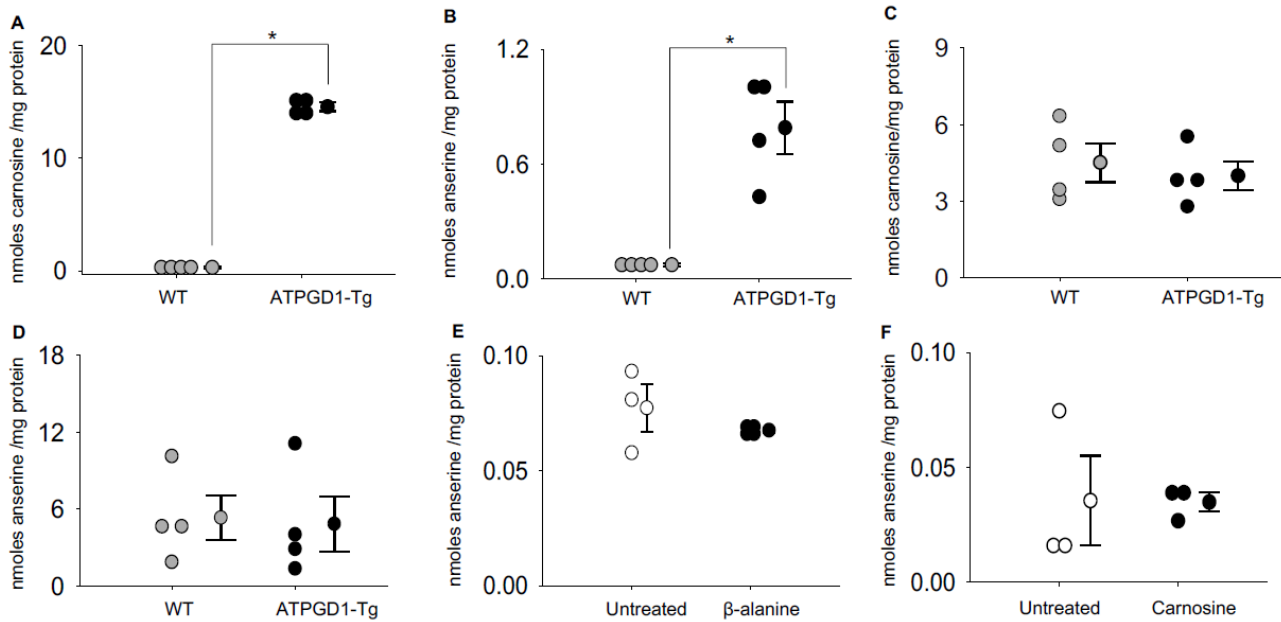 A
nmoles carnosine /mg protein
20
10
0
*
WT
ATPGD1-Tg
B
nmoles anserine /mg protein
1.2
0.6
0.0
*
WT
ATPGD1-Tg
C
nmoles carnosine/mg protein
9
6
3
0
WT
ATPGD1-Tg
D
nmoles anserine /mg protein
18
12
6
0
WT
ATPGD1-Tg
E
nmoles anserine /mg protein
0.10
0.05
0.00
Untreated
β-alanine
F
nmoles anserine /mg protein
0.10
0.05
0.00
Untreated
Carnosine